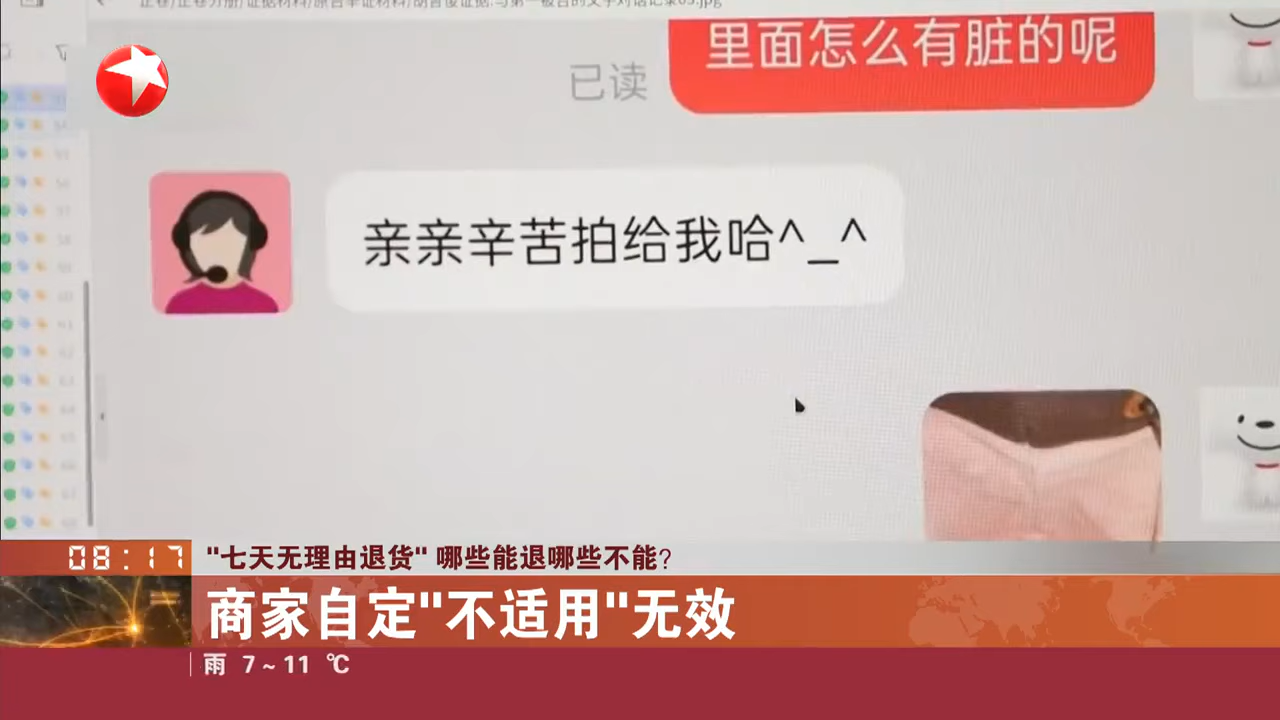 里面怎么有脏的呢
已读
亲亲辛苦拍给我哈^_^
08:17
"七天无理由退货" 哪些能退哪些不能?
商家自定"不适用"无效
雨 7~11 ℃